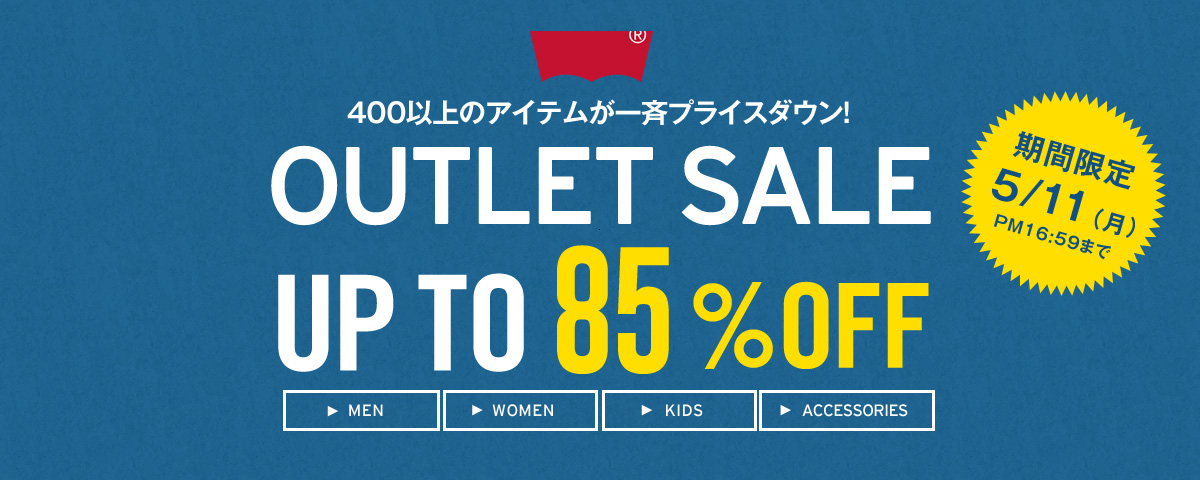 ®
400以上のアイテムが一斉プライスダウン!
OUTLET SALE
UP TO 85%OFF
期間限定
5/11(月)
PM16:59まで
▶ MEN
▶ WOMEN
▶ KIDS
▶ ACCESSORIES